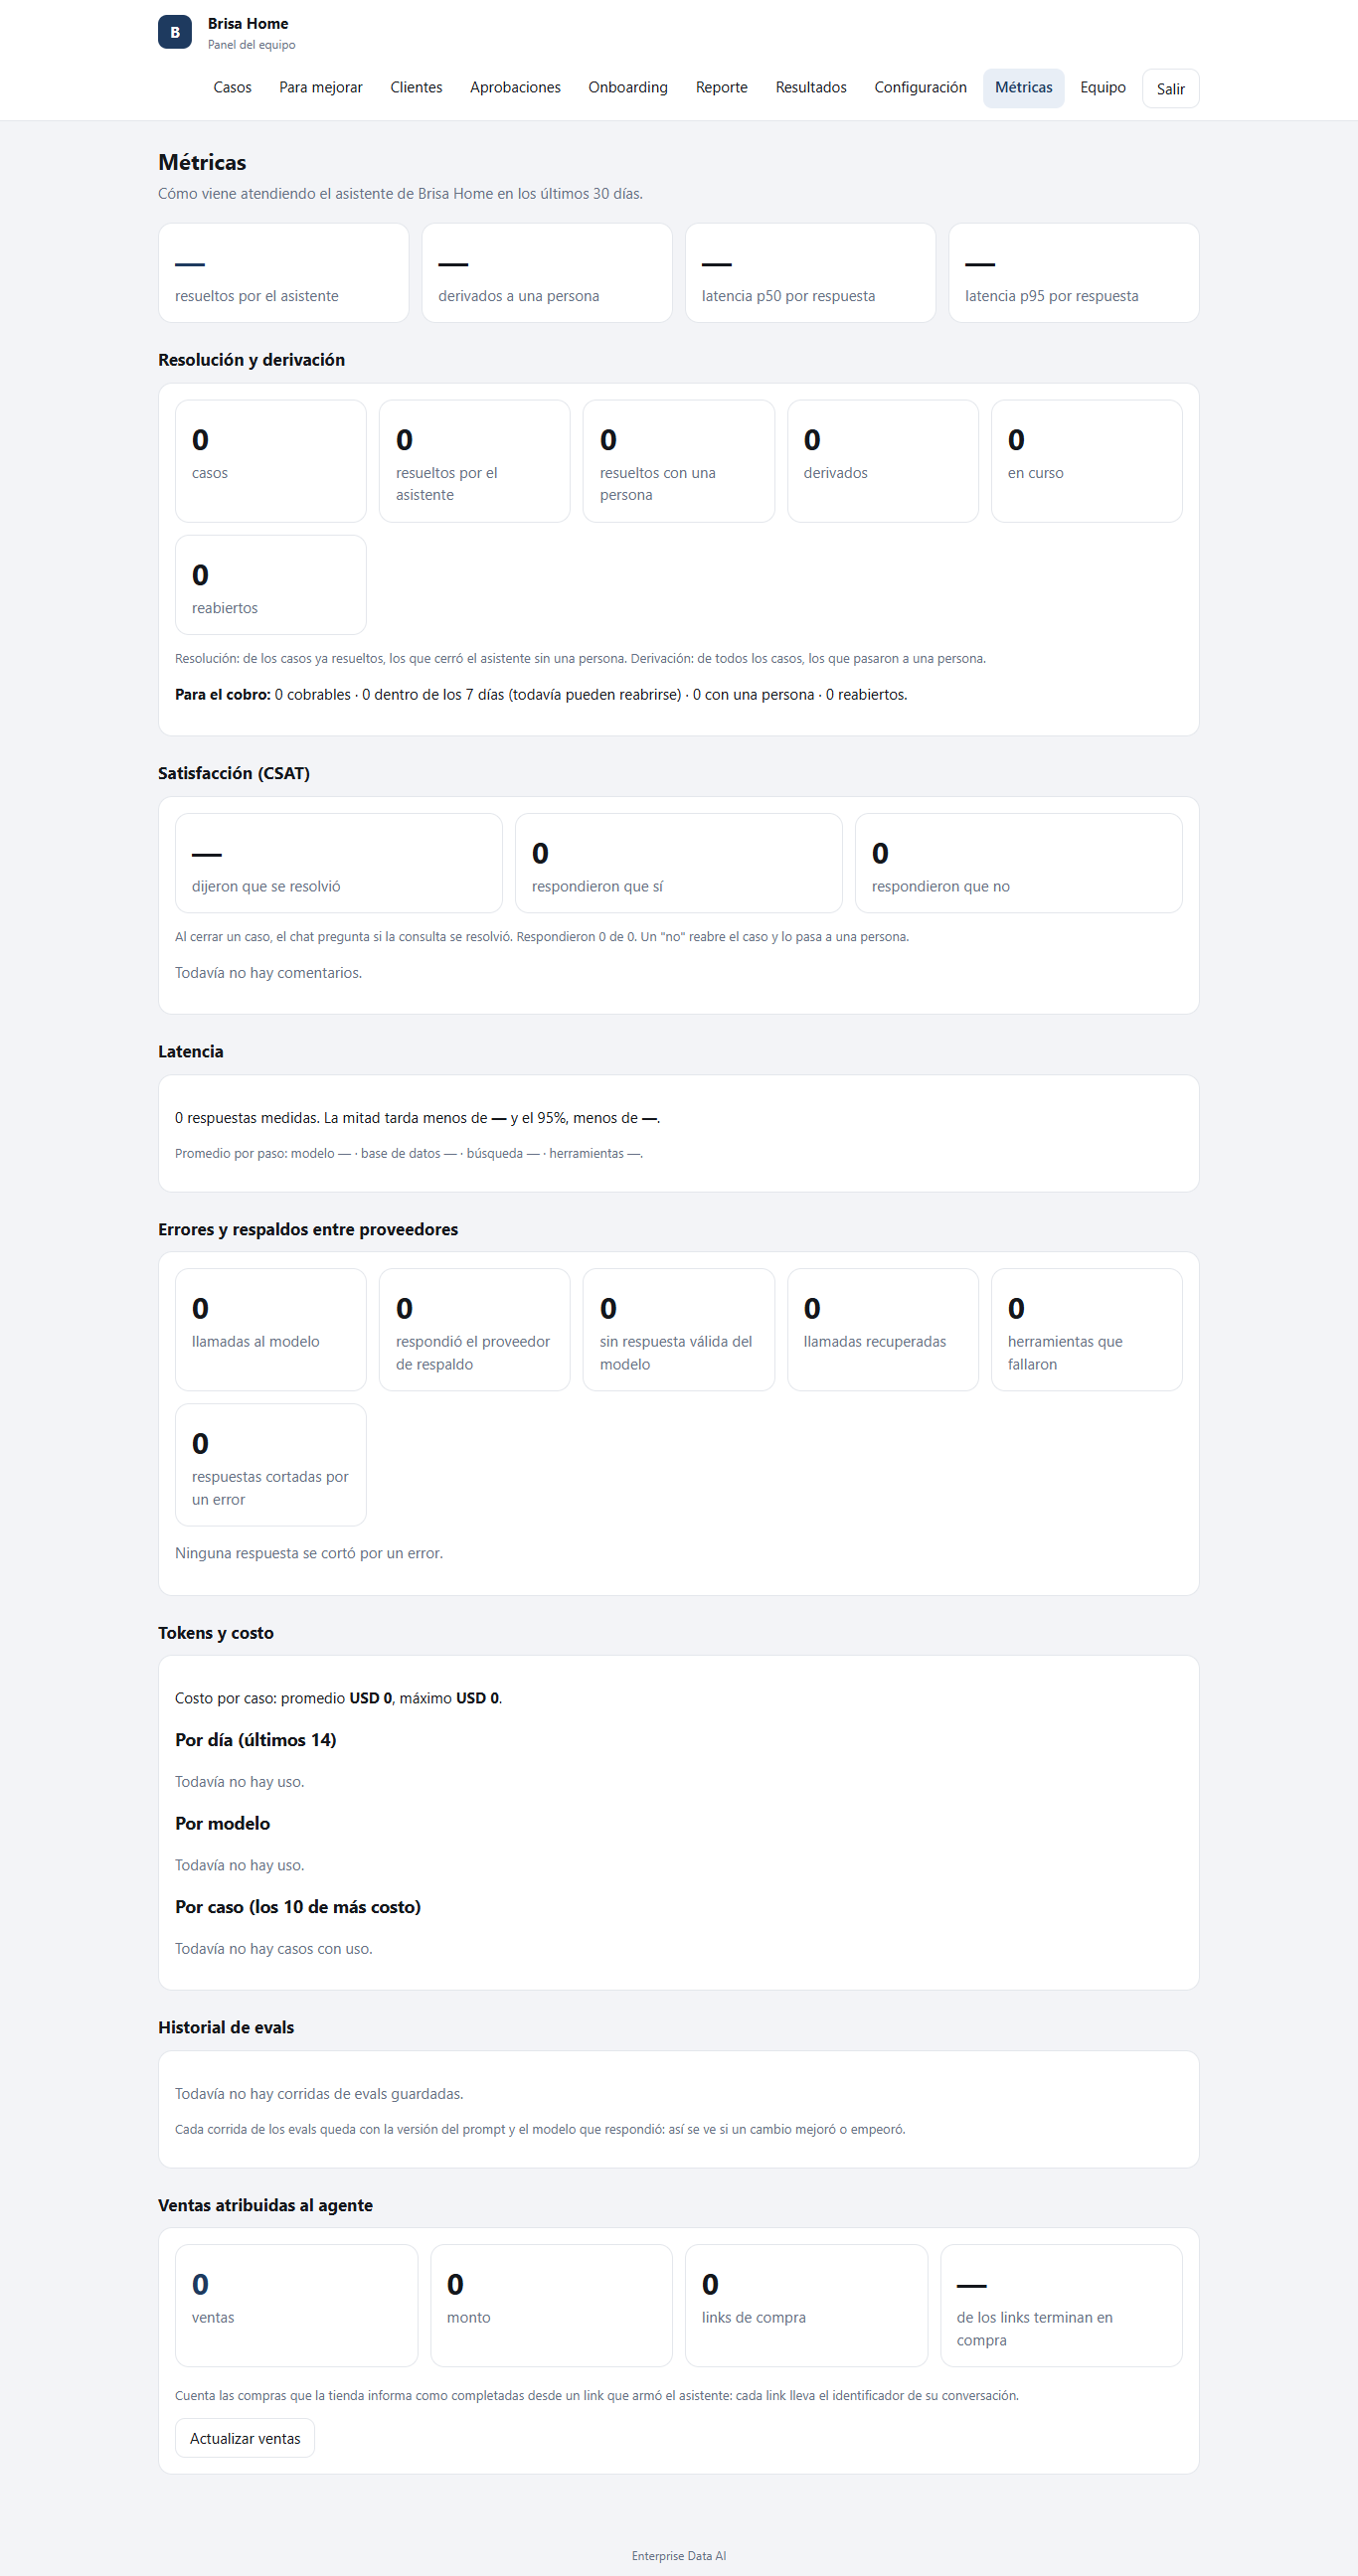 B
Brisa Home
Panel del equipo
Casos Para mejorar Clientes Aprobaciones Onboarding Reporte Resultados Configuración Métricas Equipo Salir
Métricas
Cómo viene atendiendo el asistente de Brisa Home en los últimos 30 días.
— — — —
resueltos por el asistente derivados a una persona latencia p50 por respuesta latencia p95 por respuesta
Resolución y derivación
0
casos
0
resueltos por el
asistente
0
resueltos con una
persona
0
derivados
0
en curso
0
reabiertos
Resolución: de los casos ya resueltos, los que cerró el asistente sin una persona. Derivación: de todos los casos, los que pasaron a una persona.
Para el cobro: 0 cobrables · 0 dentro de los 7 días (todavía pueden reabrirse) · 0 con una persona · 0 reabiertos.
Satisfacción (CSAT)
—
dijeron que se resolvió
0
respondieron que sí
0
respondieron que no
Al cerrar un caso, el chat pregunta si la consulta se resolvió. Respondieron 0 de 0. Un "no" reabre el caso y lo pasa a una persona.
Todavía no hay comentarios.
Latencia
0 respuestas medidas. La mitad tarda menos de — y el 95%, menos de —.
Promedio por paso: modelo — · base de datos — · búsqueda — · herramientas —.
Errores y respaldos entre proveedores
0
llamadas al modelo
0
respondió el proveedor
de respaldo
0
sin respuesta válida del
modelo
0
llamadas recuperadas
0
herramientas que
fallaron
0
respuestas cortadas por
un error
Ninguna respuesta se cortó por un error.
Tokens y costo
Costo por caso: promedio USD 0, máximo USD 0.
Por día (últimos 14)
Todavía no hay uso.
Por modelo
Todavía no hay uso.
Por caso (los 10 de más costo)
Todavía no hay casos con uso.
Historial de evals
Todavía no hay corridas de evals guardadas.
Cada corrida de los evals queda con la versión del prompt y el modelo que respondió: así se ve si un cambio mejoró o empeoró.
Ventas atribuidas al agente
0
ventas
0
monto
0
links de compra
—
de los links terminan en
compra
Cuenta las compras que la tienda informa como completadas desde un link que armó el asistente: cada link lleva el identificador de su conversación.
Actualizar ventas
Enterprise Data AI